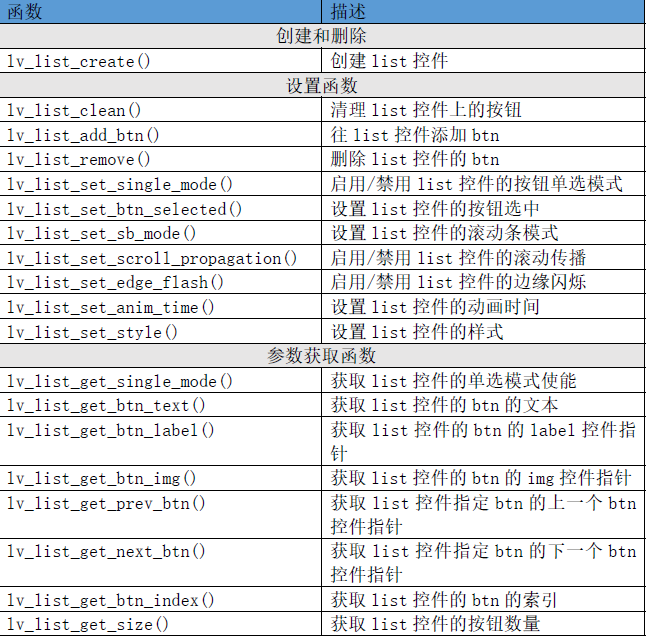 函数 描述
创建和删除
lv_list_create() 创建 list 控件
设置函数
lv_list_clean() 清理 list 控件上的按钮
lv_list_add_btn() 往 list 控件添加 btn
lv_list_remove() 删除 list 控件的 btn
lv_list_set_single_mode() 启用/禁用 list 控件的按钮单选模式
lv_list_set_btn_selected() 设置 list 控件的按钮选中
lv_list_set_sb_mode() 设置 list 控件的滚动条模式
lv_list_set_scroll_propagation() 启用/禁用 list 控件的滚动传播
lv_list_set_edge_flash() 启用/禁用 list 控件的边缘闪烁
lv_list_set_anim_time() 设置 list 控件的动画时间
lv_list_set_style() 设置 list 控件的样式
参数获取函数
lv_list_get_single_mode() 获取 list 控件的单选模式使能
lv_list_get_btn_text() 获取 list 控件的 btn 的文本
lv_list_get_btn_label() 获取 list 控件的 btn 的 label 控件指
针
lv_list_get_btn_img() 获取 list 控件的 btn 的 img 控件指针
lv_list_get_prev_btn() 获取 list 控件指定 btn 的上一个 btn
控件指针
lv_list_get_next_btn() 获取 list 控件指定 btn 的下一个 btn
控件指针
lv_list_get_btn_index() 获取 list 控件的 btn 的索引
lv_list_get_size() 获取 list 控件的按钮数量